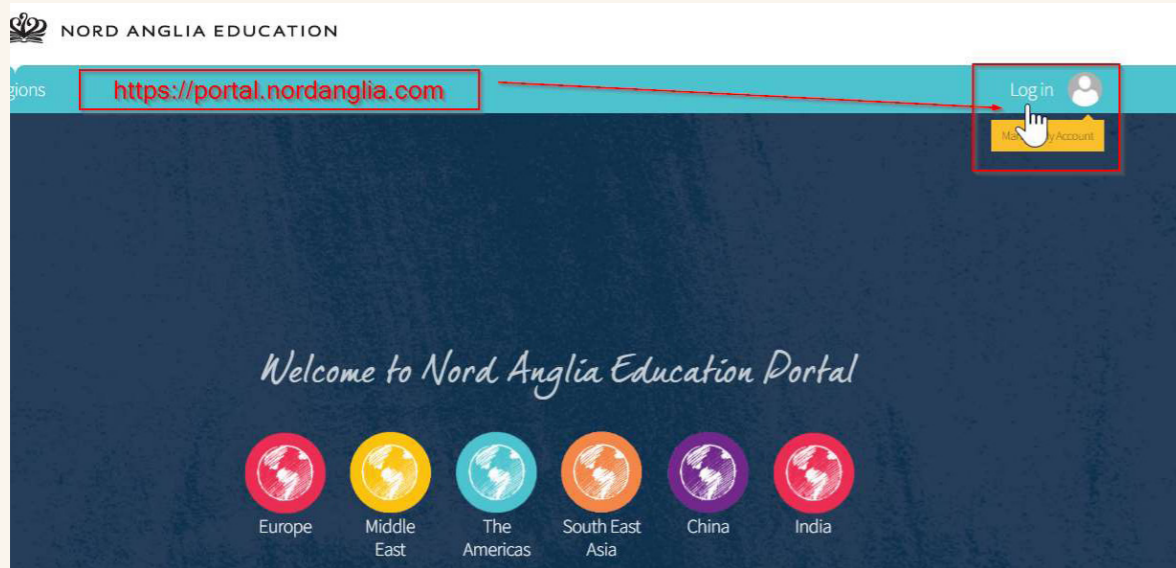 NORD ANGLIA EDUCATION
gions
https://portal.nordanglia.com
Log in
Account
Welcome to Nord Anglia Education Portal
Europe
Middle East
The Americas
South East Asia
China
India